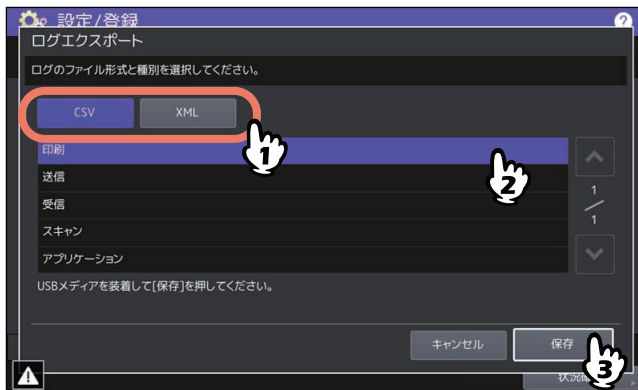 設定/登録
?
ログエクスポート
ログのファイル形式と種別を選択してください。
CSV XML
1
印刷
2
送信
受信
1
/
1
スキャン
アプリケーション
USBメディアを装着して[保存]を押してください。
キャンセル 保存
3